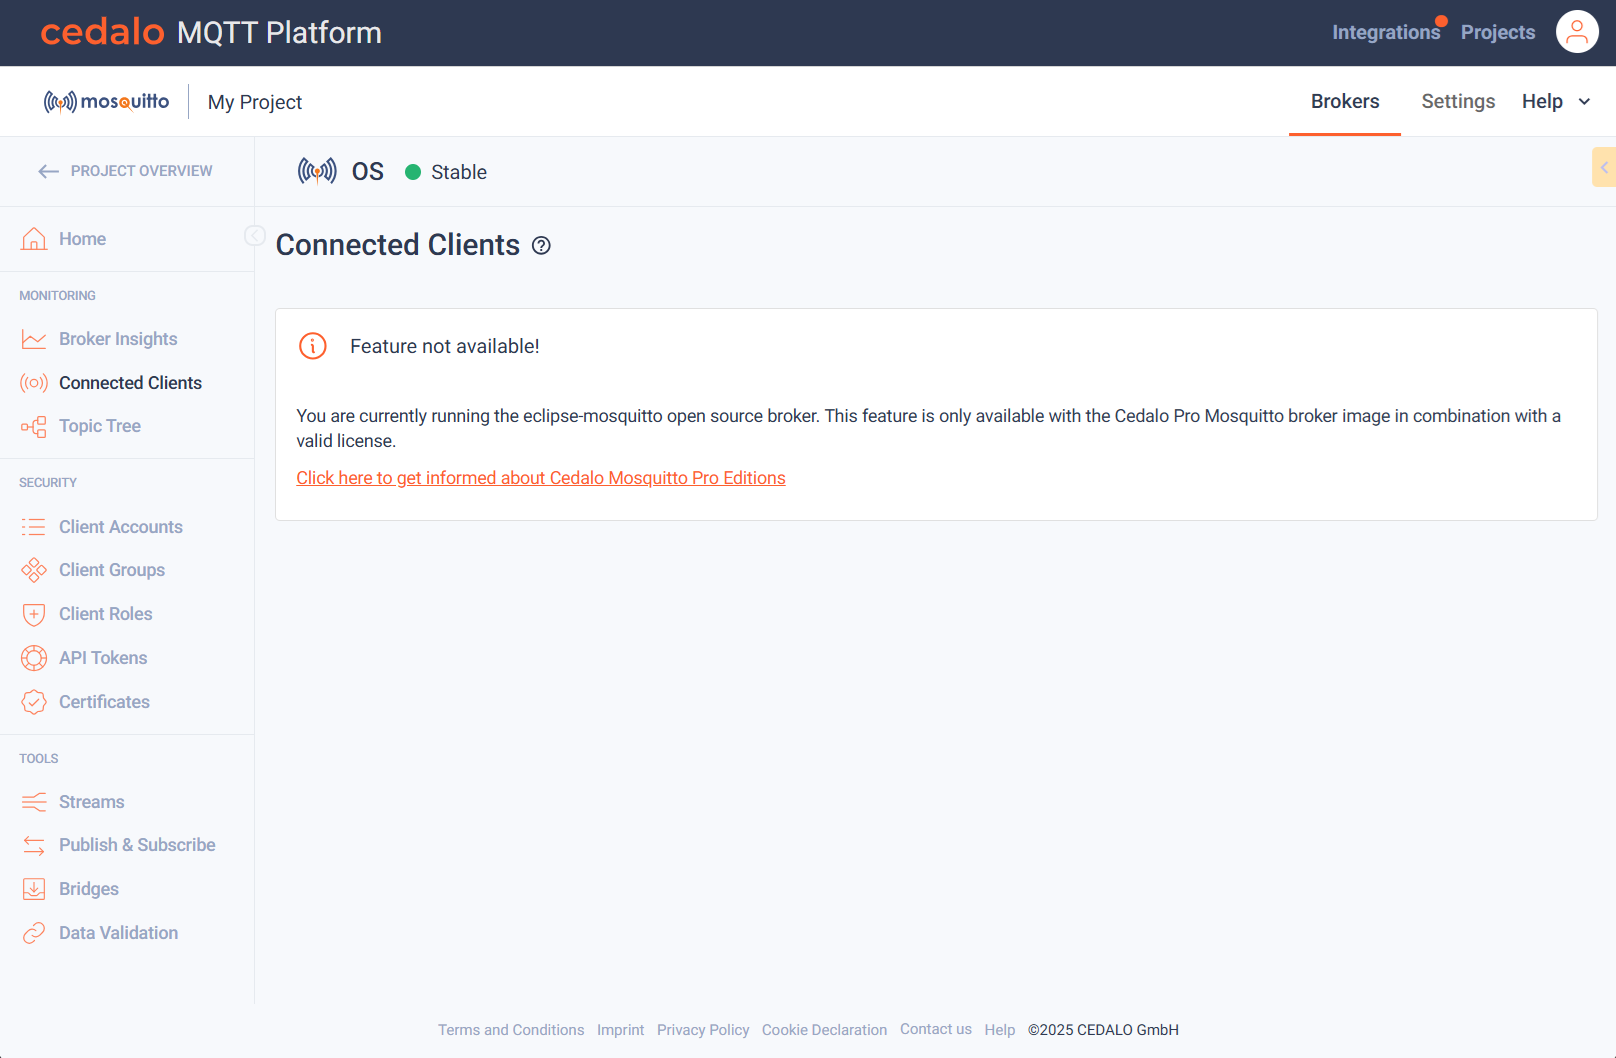 cedalo MQTT Platform
Integrations Projects
mosquitto My Project
Brokers Settings Help
PROJECT OVERVIEW
OS Stable
Home
Connected Clients
MONITORING
Broker Insights
Connected Clients
Topic Tree
SECURITY
Client Accounts
Client Groups
Client Roles
API Tokens
Certificates
TOOLS
Streams
Publish & Subscribe
Bridges
Data Validation
Feature not available!
You are currently running the eclipse-mosquitto open source broker. This feature is only available with the Cedalo Pro Mosquitto broker image in combination with a
valid license.
Click here to get informed about Cedalo Mosquitto Pro Editions
Terms and Conditions Imprint Privacy Policy Cookie Declaration Contact us Help ©2025 CEDALO GmbH